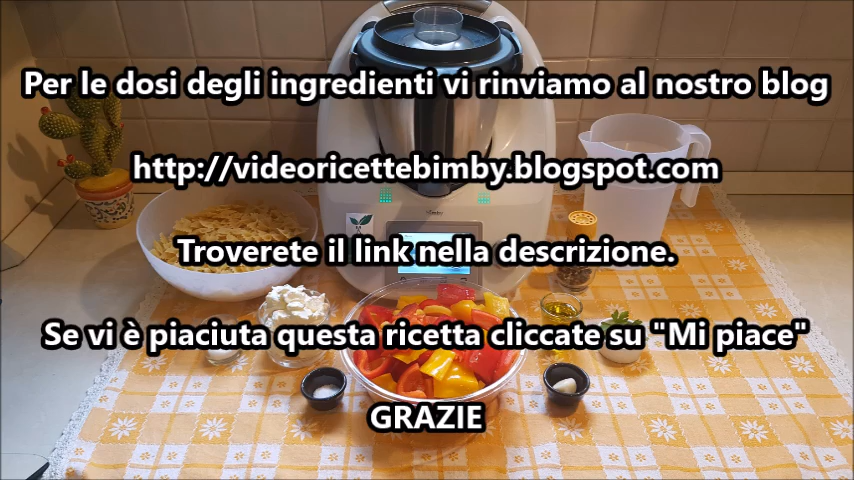 Per le dosi degli ingredienti vi rinviamo al nostro blog
http://videoricettebimby.blogspot.com
Troverete il link nella descrizione.
Se vi è piaciuta questa ricetta cliccate su "Mi piace"
GRAZIE